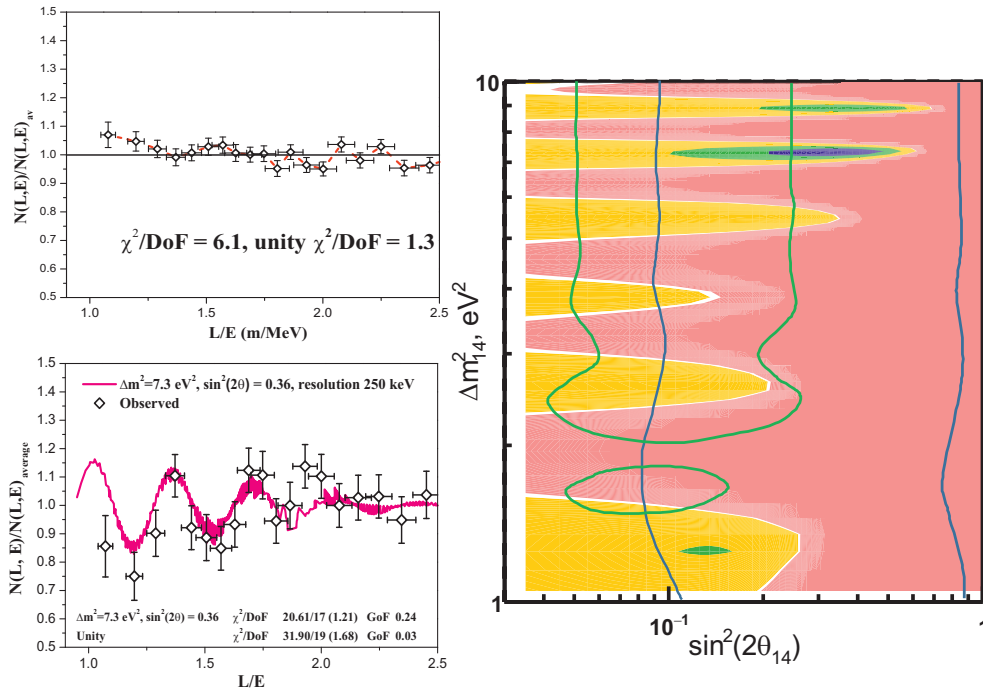 1.5
1.4
1.3
1.2
1.1
1.0
0.9
0.8
0.7
0.6
0.5
N(L,E)/N(L,E)av
χ²/DoF = 6.1, unity χ²/DoF = 1.3
1.0 1.5 2.0 2.5
L/E (m/MeV)
1.5
1.4
1.3
1.2
1.1
1.0
0.9
0.8
0.7
0.6
0.5
N(L, E)/N(L,E) average
Δm²=7.3 eV², sin²(2θ) = 0.36, resolution 250 keV
Observed
Δm²=7.3 eV², sin²(2θ) = 0.36 χ²/DoF 20.61/17 (1.21) GoF 0.24
Unity χ²/DoF 31.90/19 (1.68) GoF 0.03
1.0 1.5 2.0 2.5
L/E
10
1
Δm²14, eV²
10⁻¹ 1
sin²(2θ14)